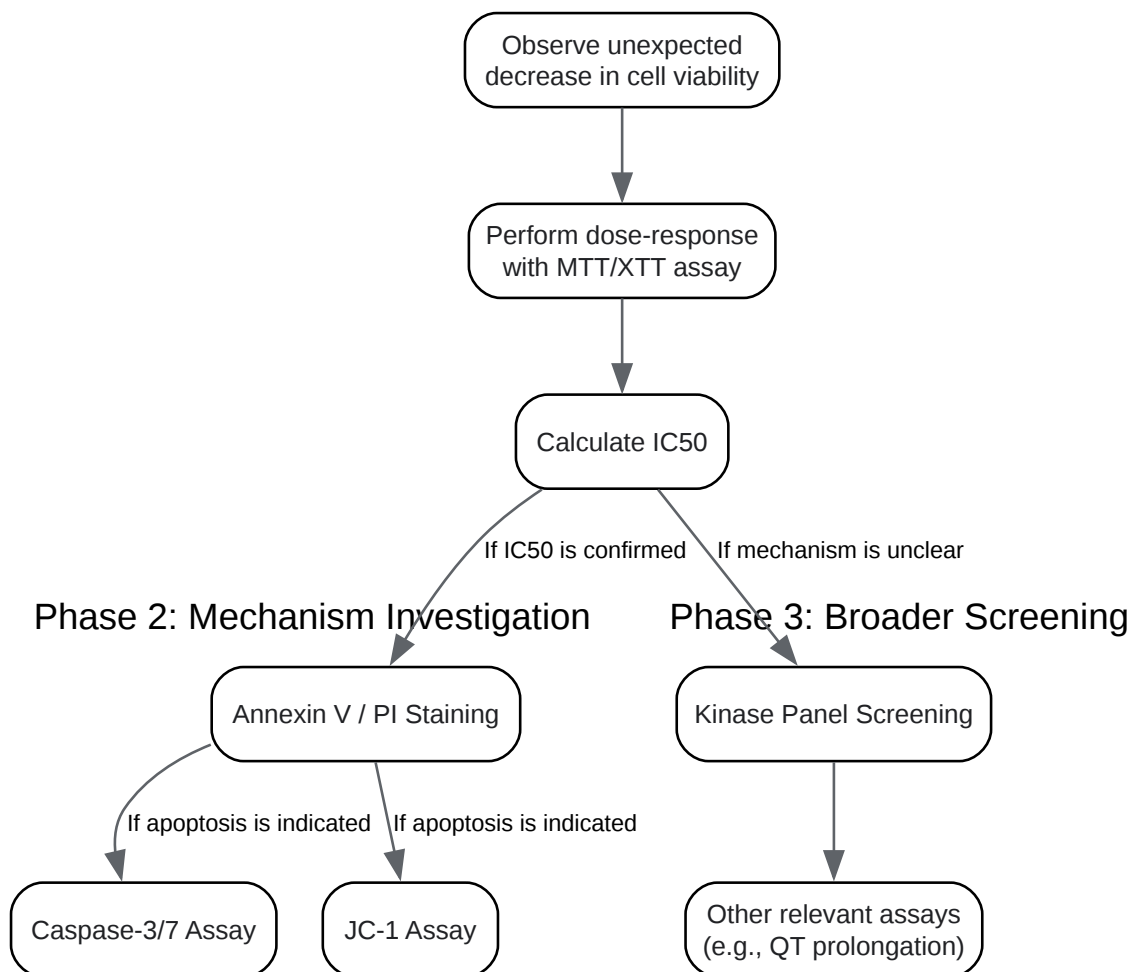 Observe unexpected
decrease in cell viability
Perform dose-response
with MTT/XTT assay
Calculate IC50
If IC50 is confirmed
If mechanism is unclear
Phase 2: Mechanism Investigation
Phase 3: Broader Screening
Annexin V / PI Staining
Kinase Panel Screening
If apoptosis is indicated
If apoptosis is indicated
Caspase-3/7 Assay
JC-1 Assay
Other relevant assays
(e.g., QT prolongation)